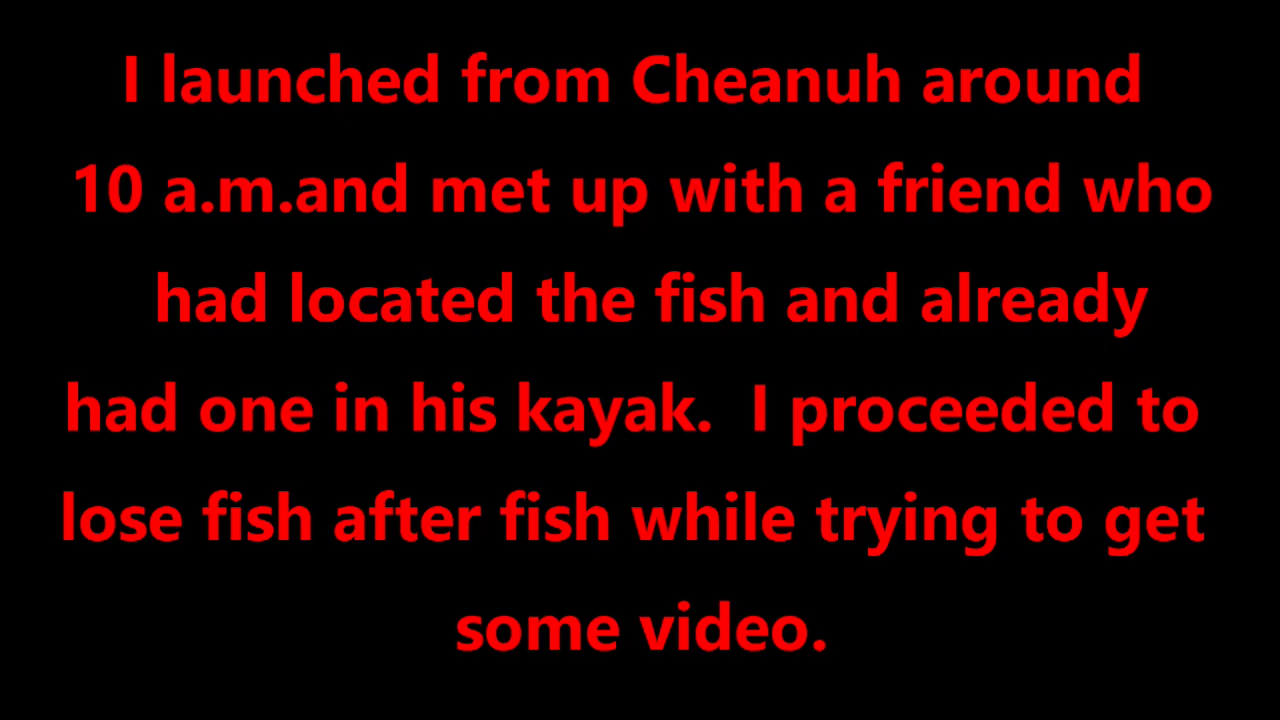 I launched from Cheanuh around
10 a.m.and met up with a friend who
had located the fish and already
had one in his kayak.  I proceeded to
lose fish after fish while trying to get
some video.